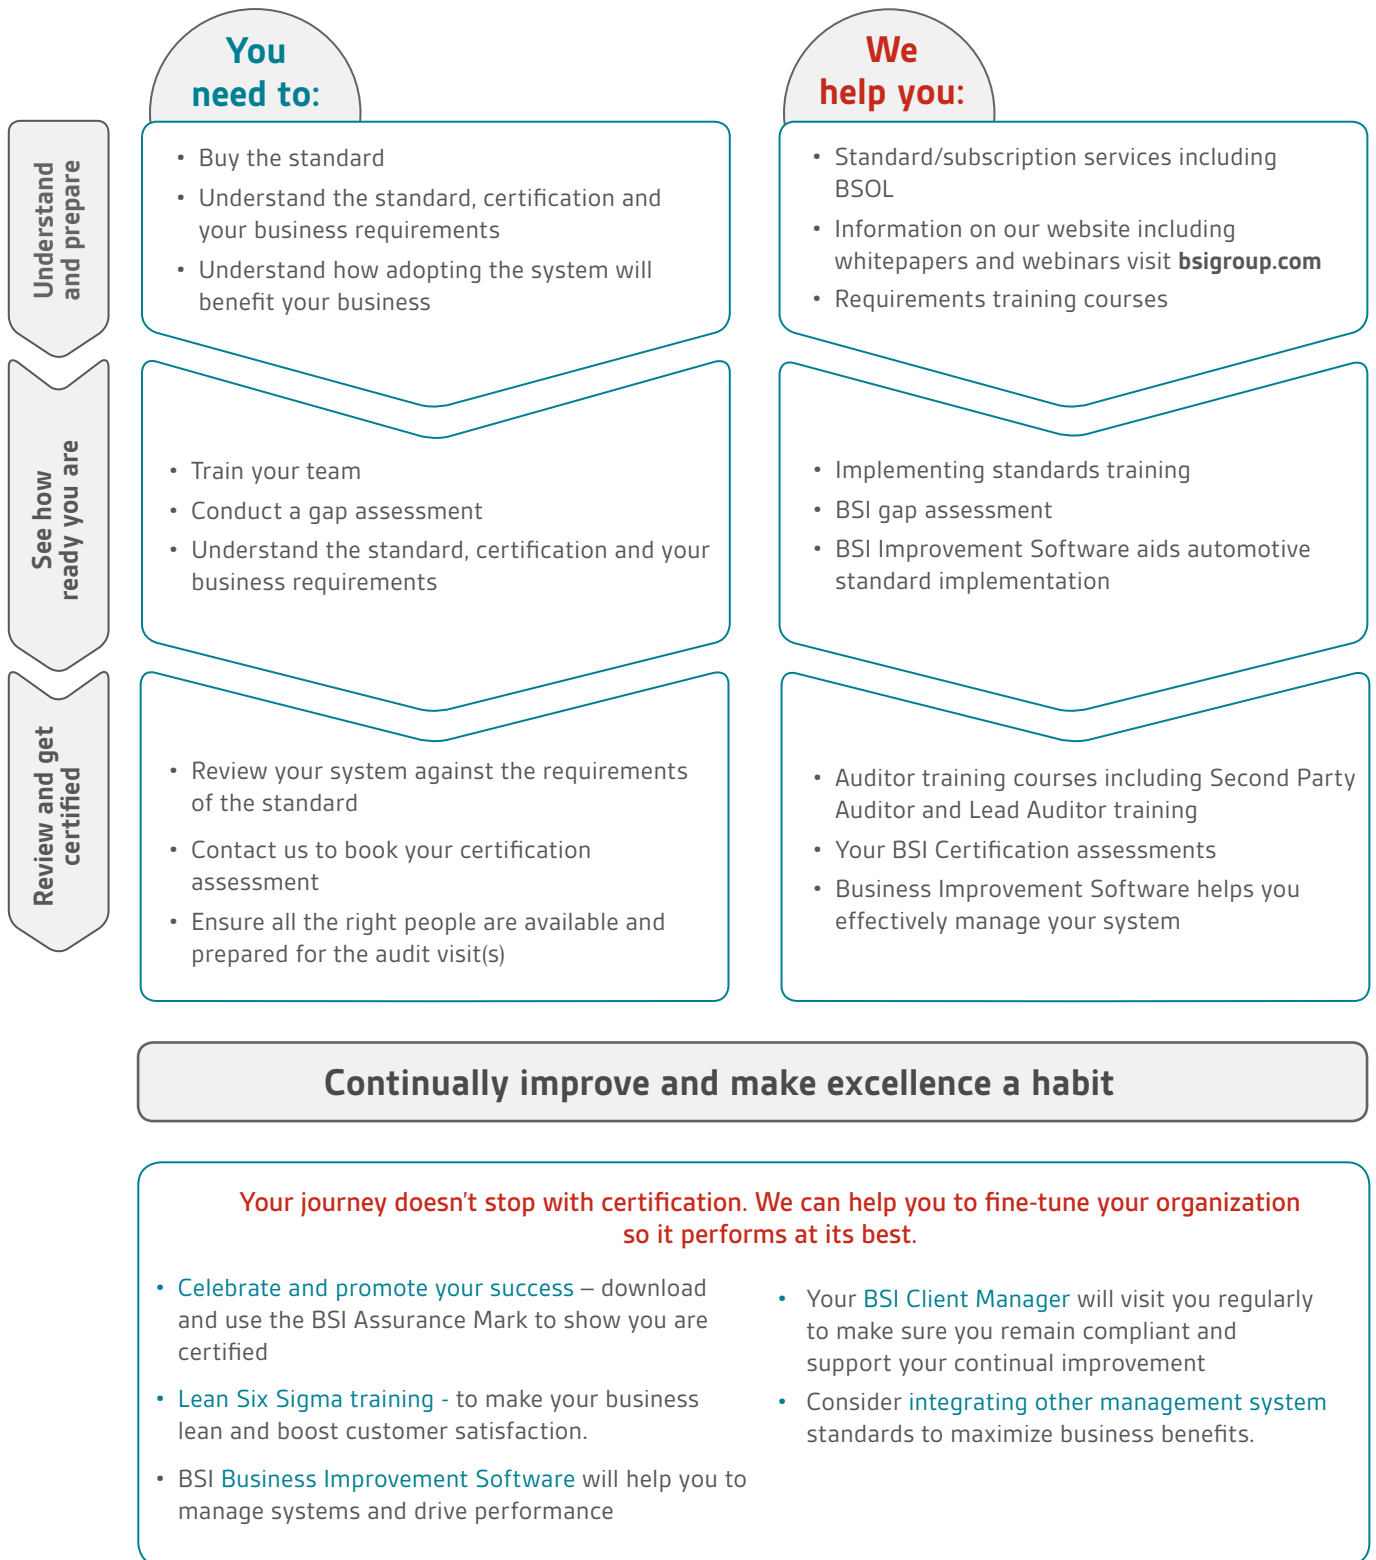 You
need to:
We
help you:
Understand
and prepare
• Buy the standard
• Understand the standard, certification and
your business requirements
• Understand how adopting the system will
benefit your business
• Standard/subscription services including
BSOL
• Information on our website including
whitepapers and webinars visit bsigroup.com
• Requirements training courses
See how
ready you are
• Train your team
• Conduct a gap assessment
• Understand the standard, certification and your
business requirements
• Implementing standards training
• BSI gap assessment
• BSI Improvement Software aids automotive
standard implementation
Review and get
certified
• Review your system against the requirements
of the standard
• Contact us to book your certification
assessment
• Ensure all the right people are available and
prepared for the audit visit(s)
• Auditor training courses including Second Party
Auditor and Lead Auditor training
• Your BSI Certification assessments
• Business Improvement Software helps you
effectively manage your system
Continually improve and make excellence a habit
Your journey doesn't stop with certification. We can help you to fine-tune your organization
so it performs at its best.
• Celebrate and promote your success – download
and use the BSI Assurance Mark to show you are
certified
• Lean Six Sigma training - to make your business
lean and boost customer satisfaction.
• BSI Business Improvement Software will help you to
manage systems and drive performance
• Your BSI Client Manager will visit you regularly
to make sure you remain compliant and
support your continual improvement
• Consider integrating other management system
standards to maximize business benefits.